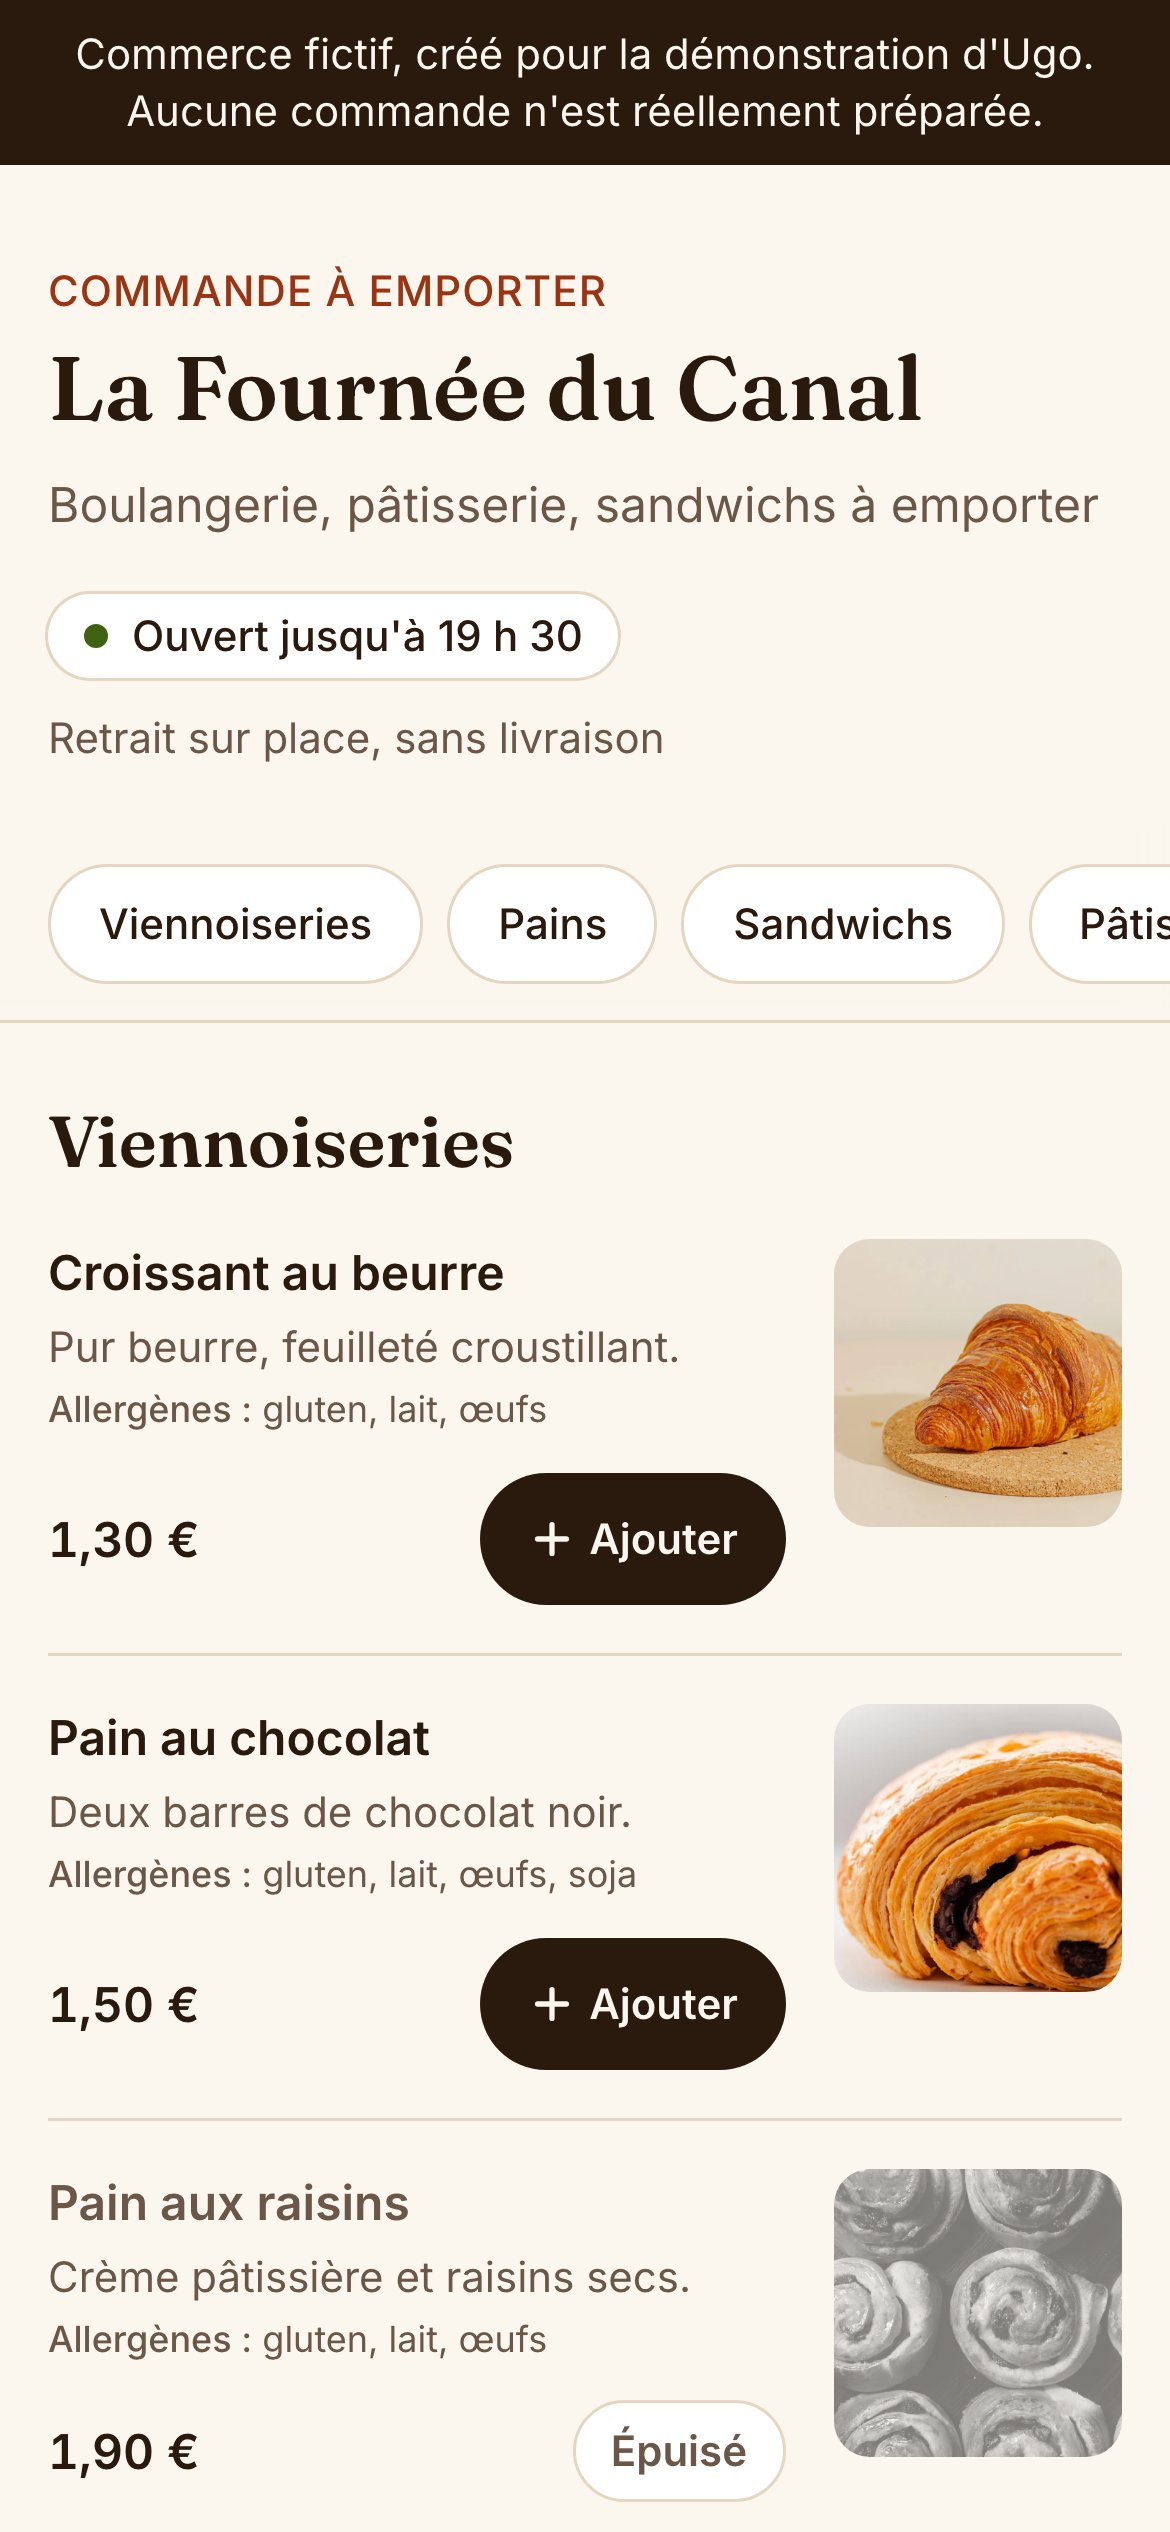 Commerce fictif, créé pour la démonstration d'Ugo.
Aucune commande n'est réellement préparée.
COMMANDE À EMPORTER
La Fournée du Canal
Boulangerie, pâtisserie, sandwichs à emporter
Ouvert jusqu'à 19 h 30
Retrait sur place, sans livraison
Viennoiseries
Pains
Sandwichs
Pâtis
Viennoiseries
Croissant au beurre
Pur beurre, feuilleté croustillant.
Allergènes : gluten, lait, œufs
1,30 €
+ Ajouter
Pain au chocolat
Deux barres de chocolat noir.
Allergènes : gluten, lait, œufs, soja
1,50 €
+ Ajouter
Pain aux raisins
Crème pâtissière et raisins secs.
Allergènes : gluten, lait, œufs
1,90 €
Épuisé